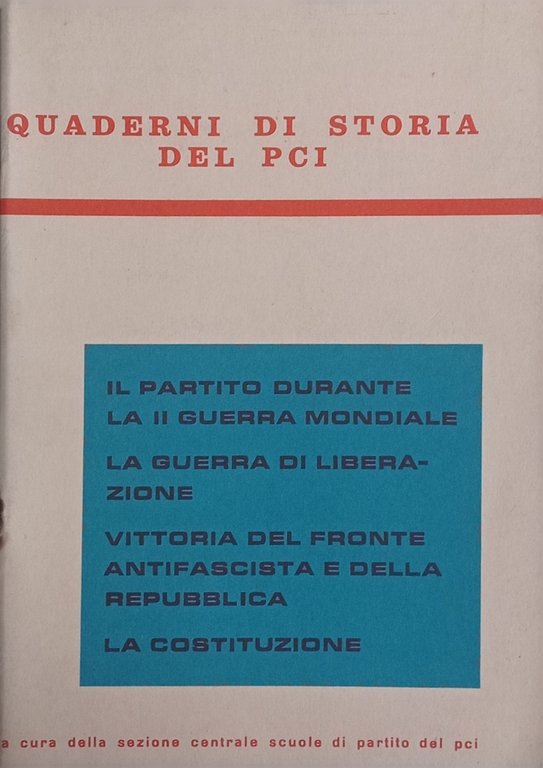 QUADERNI DI STORIA
DEL PCI
IL PARTITO DURANTE
LA II GUERRA MONDIALE
LA GUERRA DI LIBERA-
ZIONE
VITTORIA DEL FRONTE
ANTIFASCISTA E DELLA
REPUBBLICA
LA COSTITUZIONE
a cura della sezione centrale scuole di partito del pci